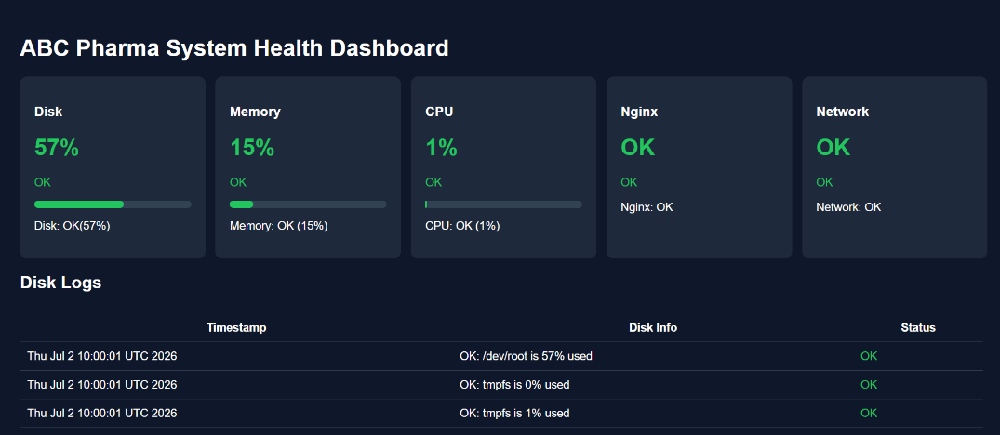 ABC Pharma System Health Dashboard
Disk Memory CPU Nginx Network
57% 15% 1% OK OK
OK OK OK OK OK
Disk: OK(57%) Memory: OK (15%) CPU: OK (1%) Nginx: OK Network: OK
Disk Logs
Timestamp Disk Info Status
Thu Jul 2 10:00:01 UTC 2026 OK: /dev/root is 57% used OK
Thu Jul 2 10:00:01 UTC 2026 OK: tmpfs is 0% used OK
Thu Jul 2 10:00:01 UTC 2026 OK: tmpfs is 1% used OK